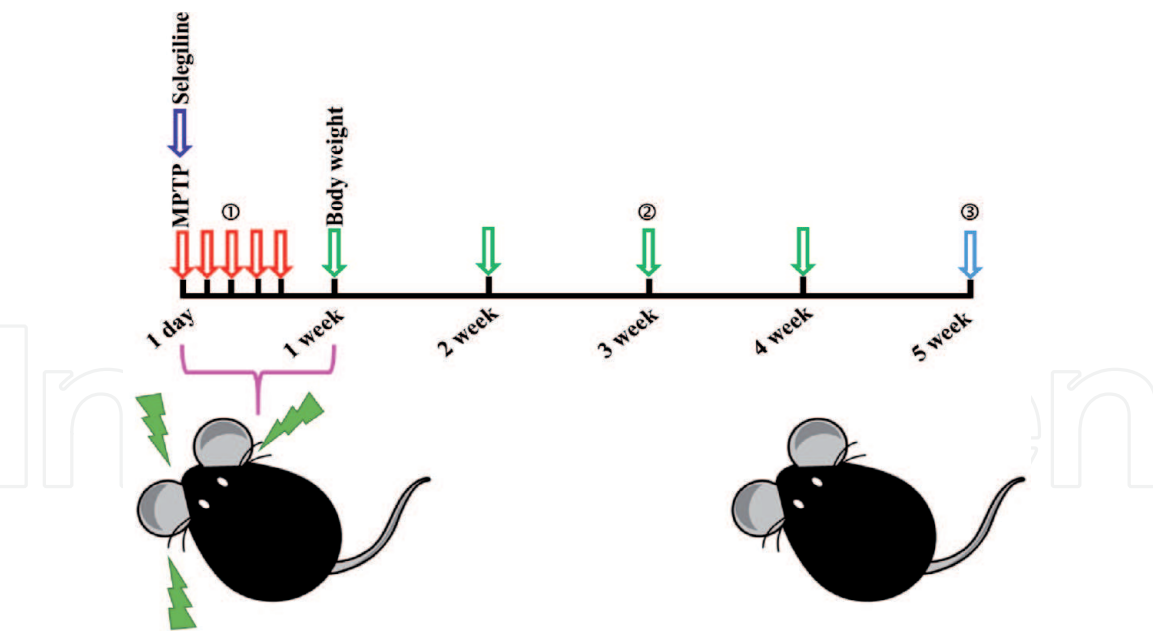 Selegiline
MPTP
Body weight
①
②
③
1 day
1 week
2 week
3 week
4 week
5 week